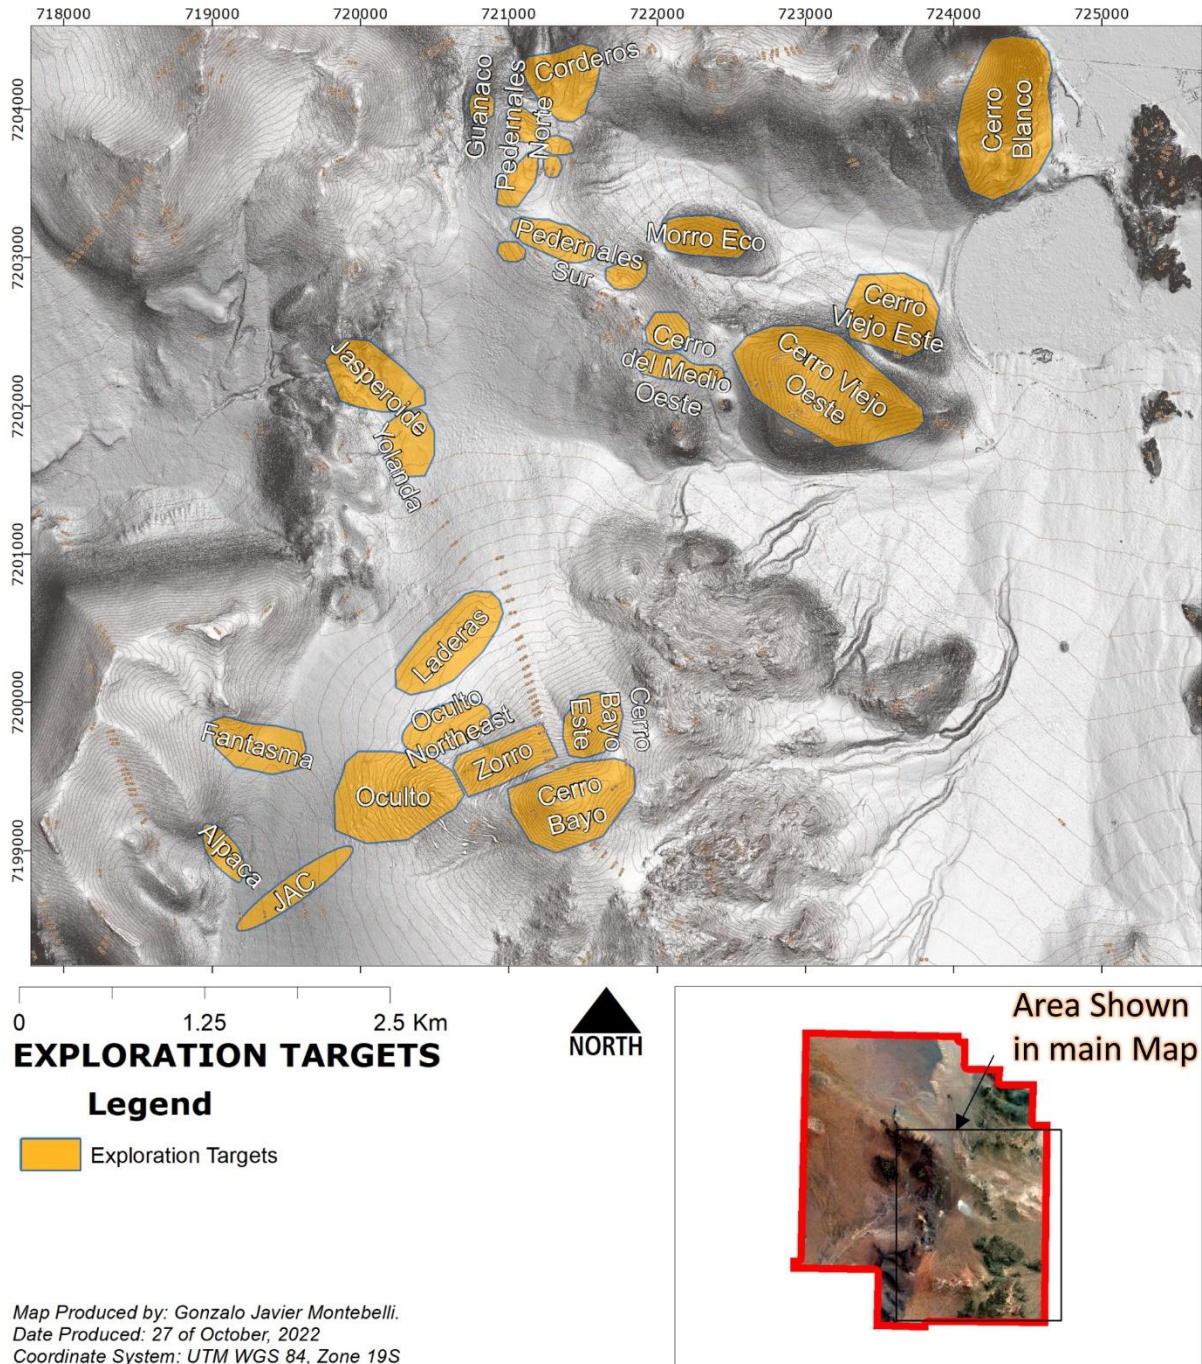 718000 719000 720000 721000 722000 723000 724000 725000
7204000
7203000
7202000
7201000
7200000
7199000
Guanaco
Pedernales
Norte
Corderos
Cerro
Blanco
Pedernales
Sur
Morro Eco
Cerro
Viejo Este
Cerro
del Medio
Oeste
Cerro Viejo
Oeste
Jasperoide
Yolanda
Laderas
Oculto
Northeast
Fantasma
Zorro
Cerro
Bayo
Este
Oculto
Cerro
Bayo
Alpaca
JAC
0 1.25 2.5 Km
NORTH
EXPLORATION TARGETS
Legend
Exploration Targets
Area Shown
in main Map
Map Produced by: Gonzalo Javier Montebelli.
Date Produced: 27 of October, 2022
Coordinate System: UTM WGS 84, Zone 19S